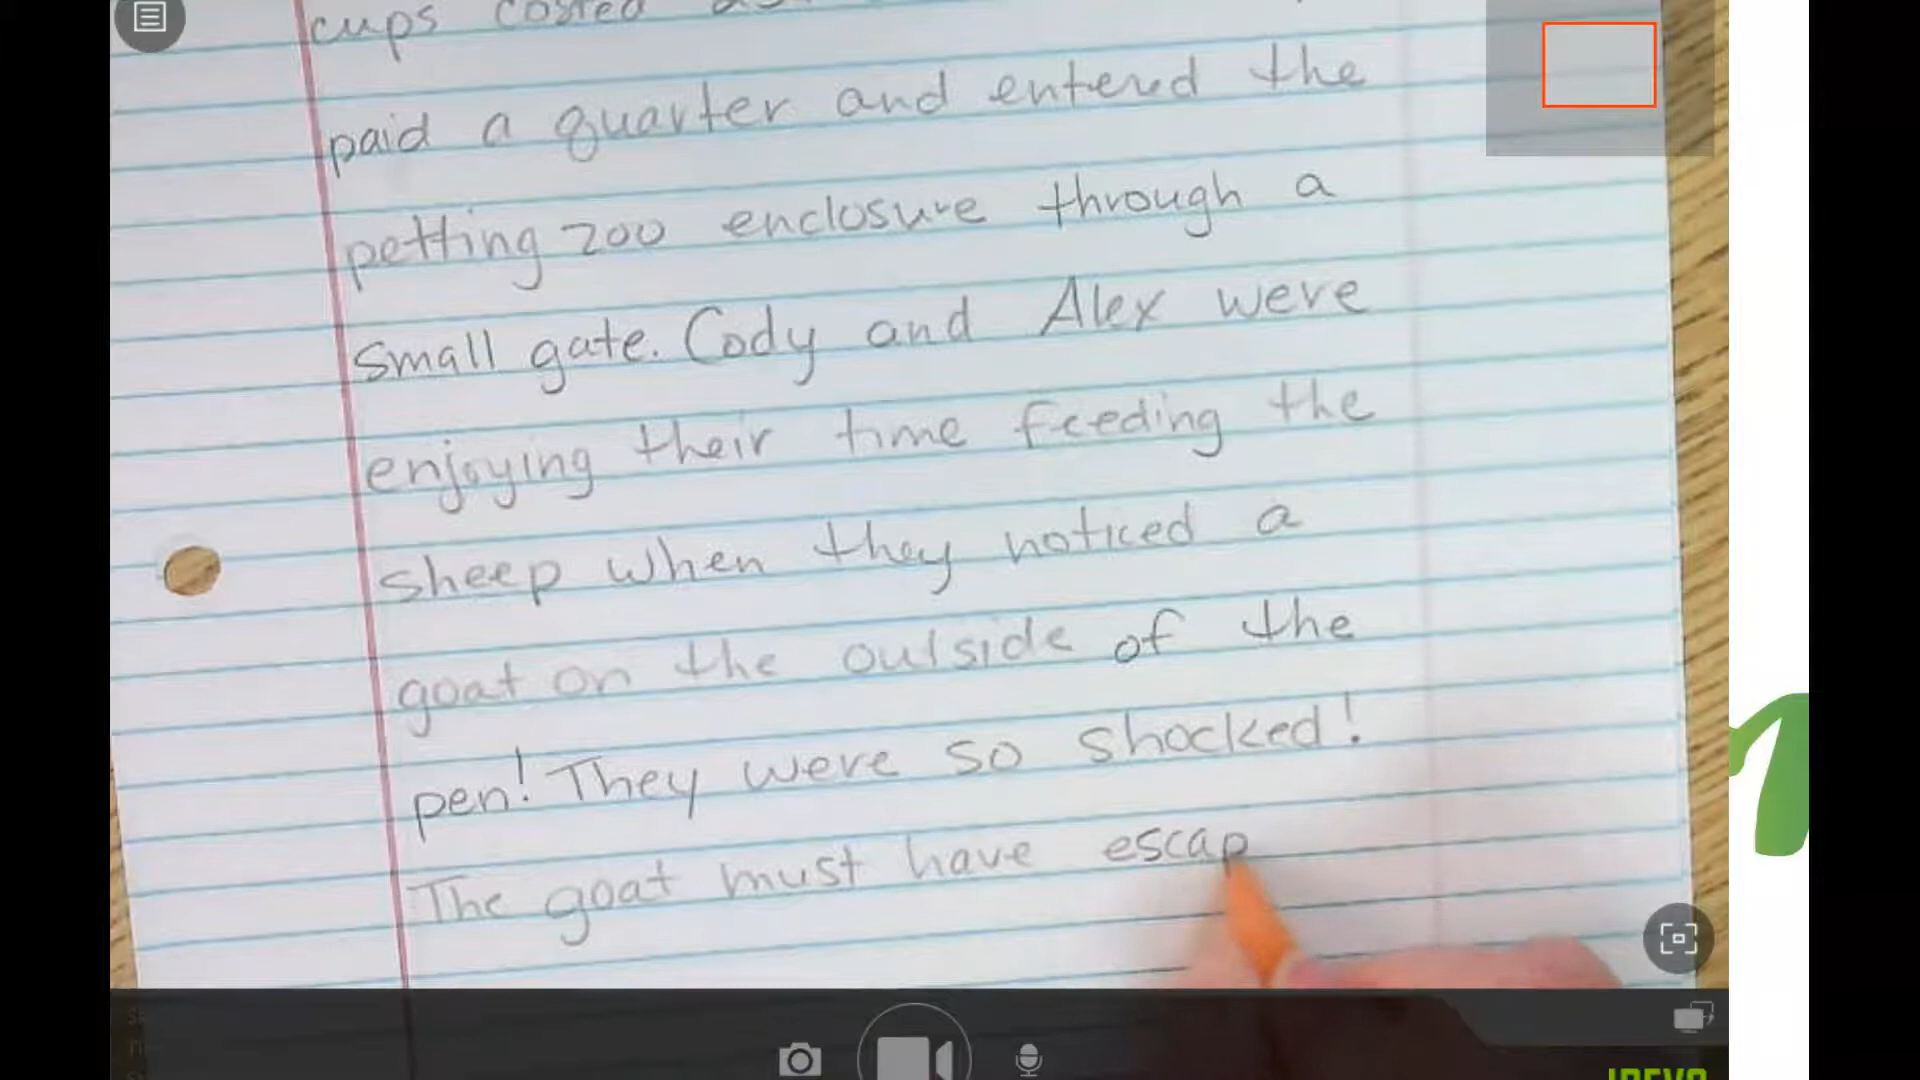 cups costed
paid a quarter and entered the
petting zoo enclosure through a
small gate. Cody and Alex were
enjoying their time feeding the
sheep when they noticed a
goat on the outside of the
pen! They were so shocked!
The goat must have escap